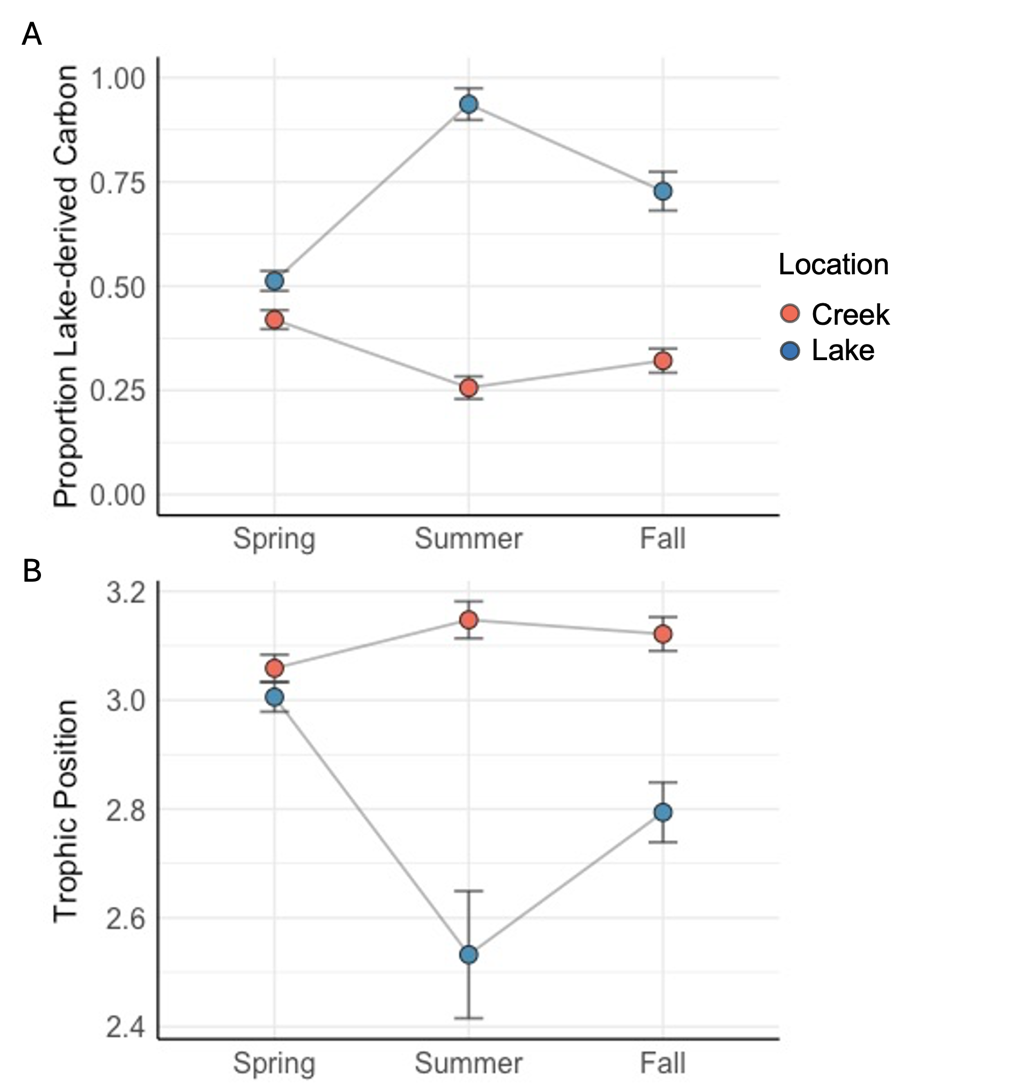 A
Proportion Lake-derived Carbon
1.00
0.75
0.50
0.25
0.00
Spring Summer Fall
Location
Creek
Lake
B
Trophic Position
3.2
3.0
2.8
2.6
2.4
Spring Summer Fall